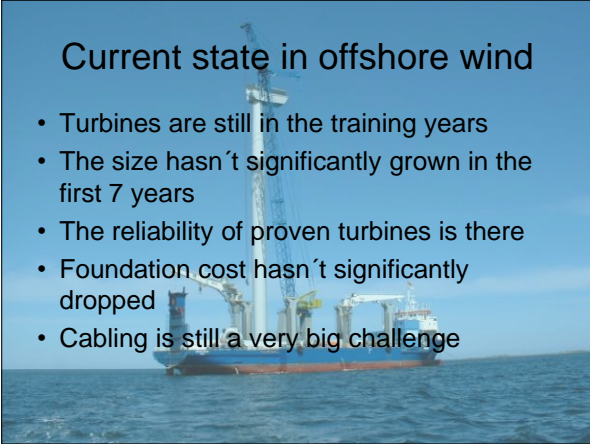 Current state in offshore wind
• Turbines are still in the training years
• The size hasn´t significantly grown in the
first 7 years
• The reliability of proven turbines is there
• Foundation cost hasn´t significantly
dropped
• Cabling is still a very big challenge